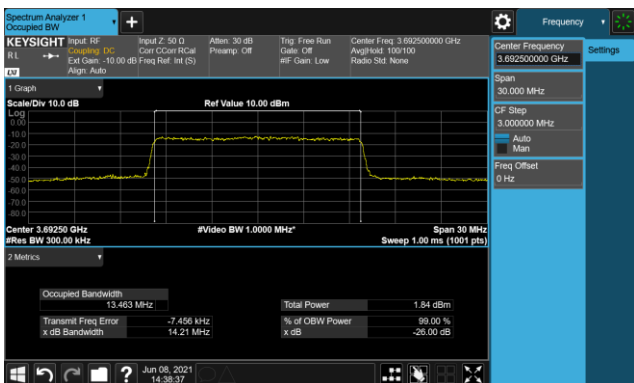 Spectrum Analyzer 1
Occupied BW
Frequency
KEYSIGHT
RL
LXI
Input: RF
Coupling: DC
Ext Gain: -10.00 dB
Align: Auto
Input Z: 50 Ω
Corr CCorr RCal
Freq Ref: Int (S)
Atten: 30 dB
Preamp: Off
Trig: Free Run
Gate: Off
#IF Gain: Low
Center Freq: 3.692500000 GHz
Avg|Hold: 100/100
Radio Std: None
1 Graph
Scale/Div 10.0 dB
Ref Value 10.00 dBm
Log
0.00
-10.0
-20.0
-30.0
-40.0
-50.0
-60.0
-70.0
-80.0
Center 3.69250 GHz
#Video BW 1.0000 MHz*
Span 30 MHz
#Res BW 300.00 kHz
Sweep 1.00 ms (1001 pts)
2 Metrics
Occupied Bandwidth
13.463 MHz
Total Power 1.84 dBm
Transmit Freq Error -7.456 kHz
% of OBW Power 99.00 %
x dB Bandwidth 14.21 MHz
x dB -26.00 dB
Center Frequency
3.692500000 GHz
Settings
Span
30.000 MHz
CF Step
3.000000 MHz
Auto
Man
Freq Offset
0 Hz
?
Jun 08, 2021
14:38:37